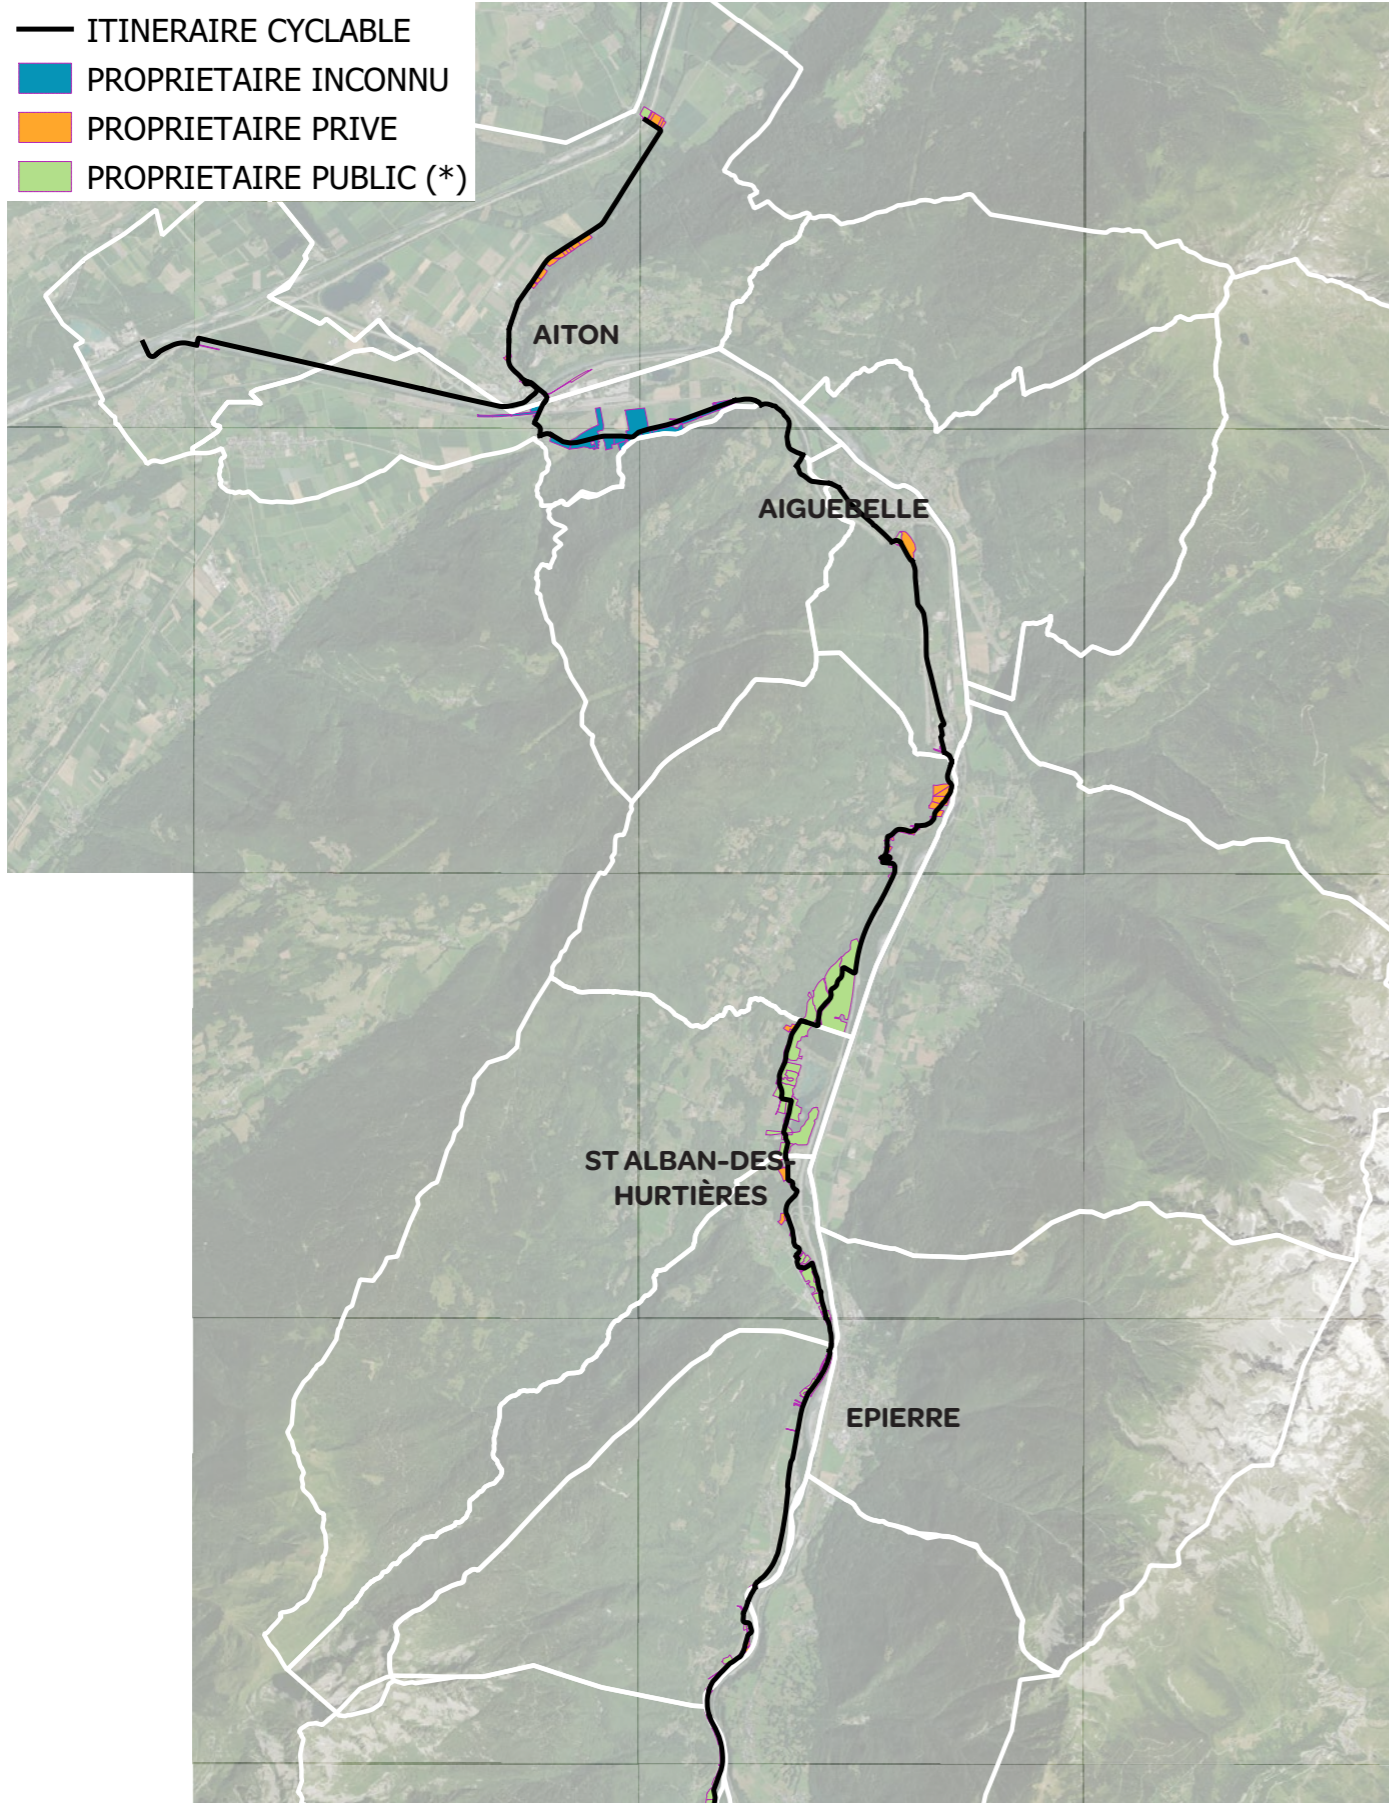 ITINERAIRE CYCLABLE
PROPRIETAIRE INCONNU
PROPRIETAIRE PRIVE
PROPRIETAIRE PUBLIC (*)
AITON
AIGUEBELLE
ST ALBAN-DES-
HURTIÈRES
EPIERRE